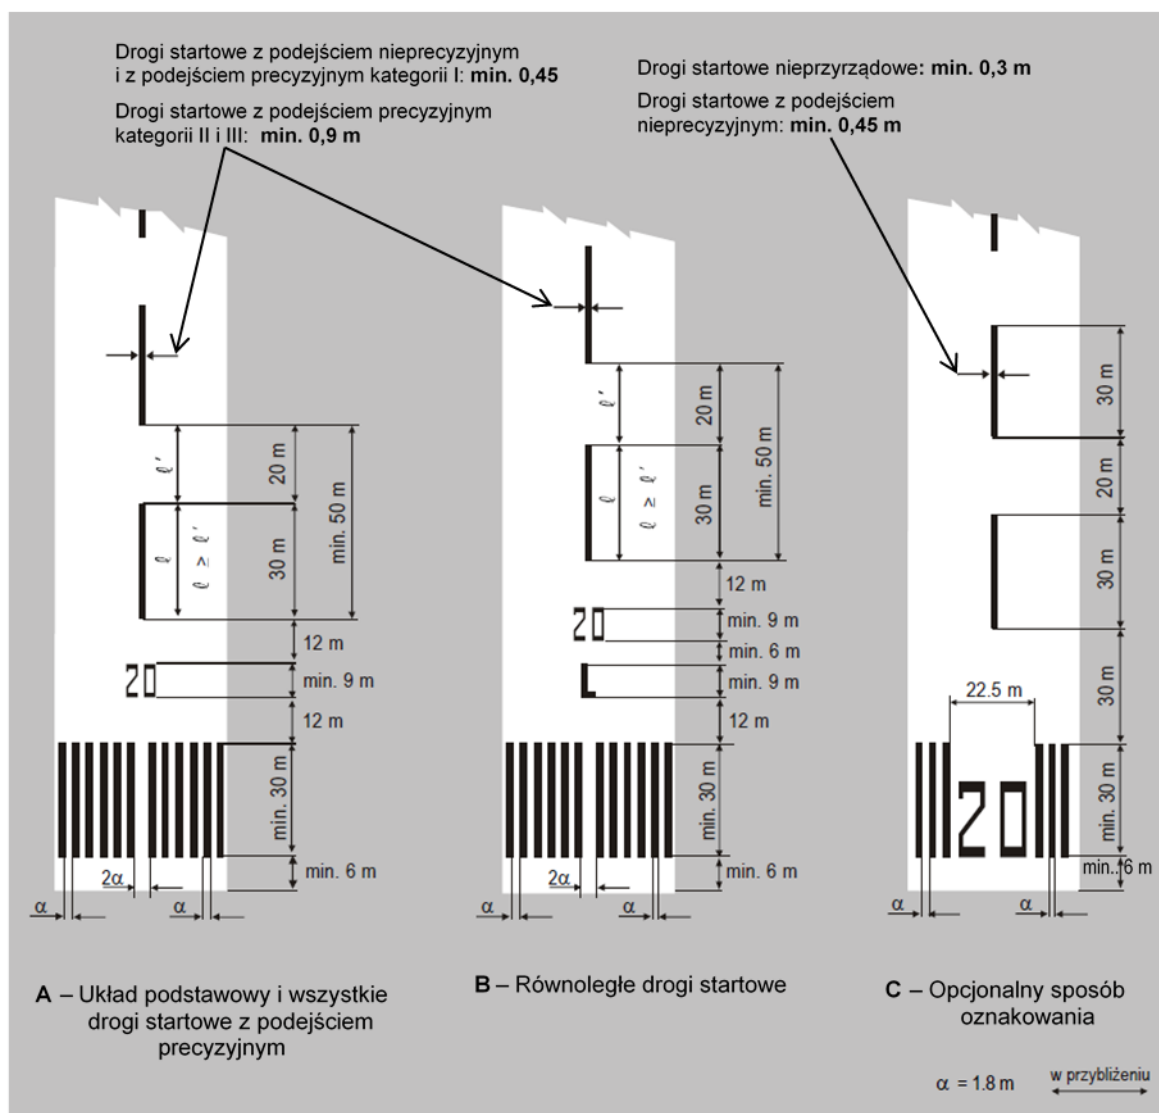 Drogi startowe z podejściem nieprecyzyjnym
i z podejściem precyzyjnym kategorii I: min. 0,45
Drogi startowe z podejściem precyzyjnym
kategorii II i III: min. 0,9 m
Drogi startowe nieprzyrządowe: min. 0,3 m
Drogi startowe z podejściem
nieprecyzyjnym: min. 0,45 m
ℓ′
20 m
min. 50 m
ℓ
ℓ ≥ ℓ′
30 m
12 m
20
min. 9 m
12 m
min. 30 m
min. 6 m
2α
α
α
ℓ′
20 m
min. 50 m
ℓ
ℓ ≥ ℓ′
30 m
12 m
20
min. 9 m
min. 6 m
L
min. 9 m
12 m
min. 30 m
min. 6 m
2α
α
α
30 m
20 m
30 m
30 m
22.5 m
20
min. 30 m
min.. 6 m
α
α
A – Układ podstawowy i wszystkie
drogi startowe z podejściem
precyzyjnym
B – Równoległe drogi startowe
C – Opcjonalny sposób
oznakowania
α = 1.8 m
w przybliżeniu